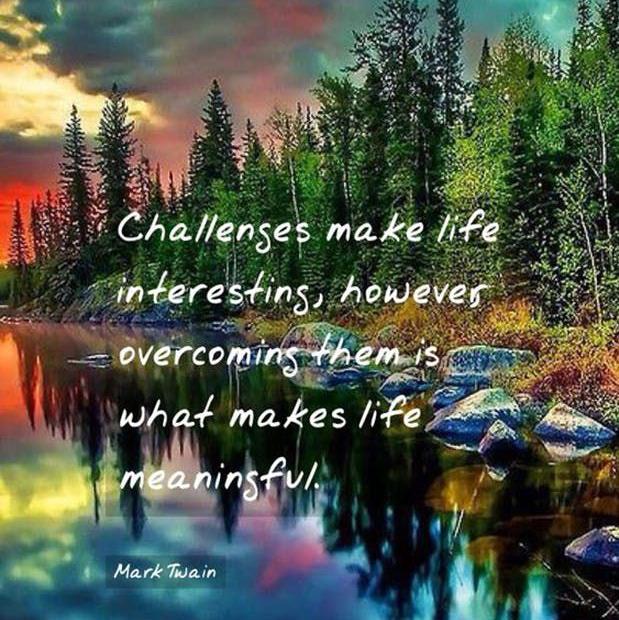 Challenges make life
interesting, however,
overcoming them is
what makes life
meaningful.
Mark Twain